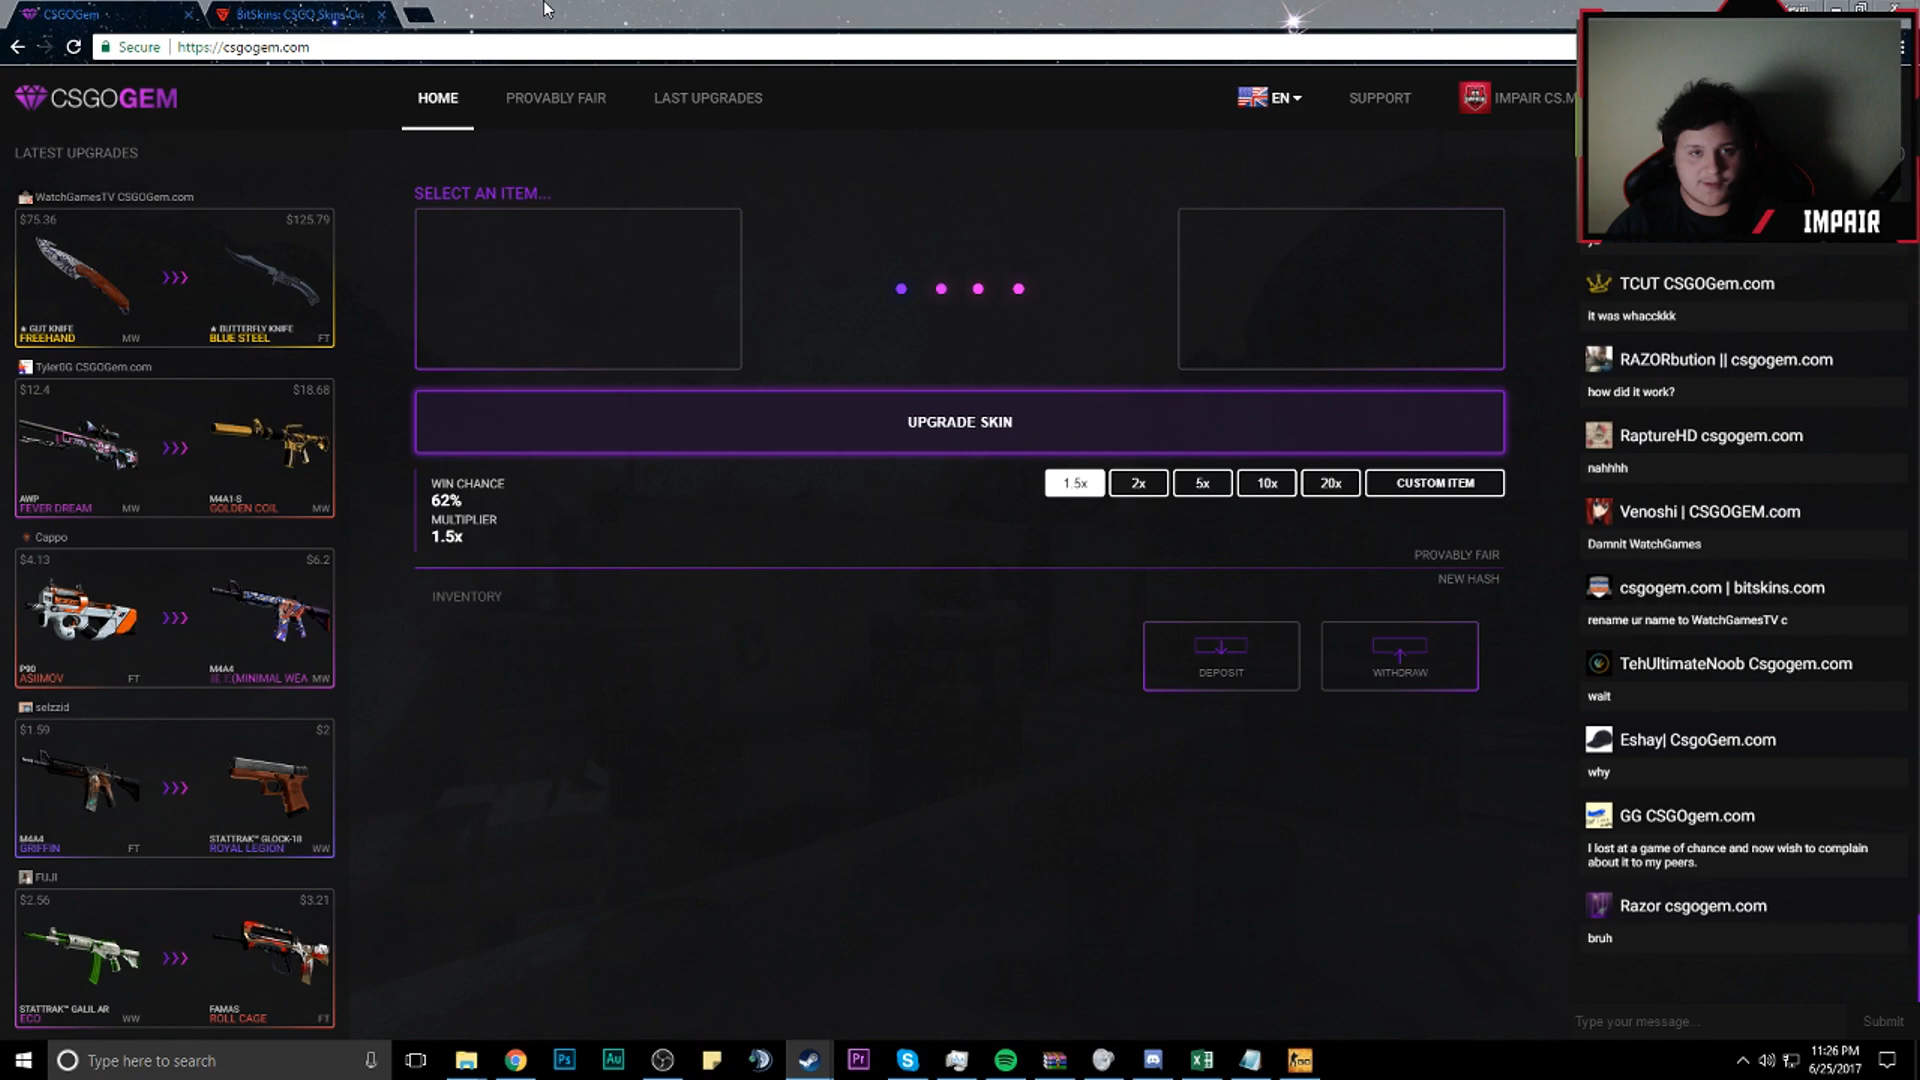 CSGOGem
BitSkins: CSGO Skins On
Secure
https://csgogem.com
CSGOGEM
HOME
PROVABLY FAIR
LAST UPGRADES
EN
SUPPORT
IMPAIR CS.M
IMPAIR
LATEST UPGRADES
WatchGamesTV CSGOGem.com
$75.36
$125.79
★ GUT KNIFE
FREEHAND
MW
★ BUTTERFLY KNIFE
BLUE STEEL
FT
Tyler0G CSGOGem.com
$12.4
$18.68
AWP
FEVER DREAM
MW
M4A1-S
GOLDEN COIL
MW
Cappo
$4.13
$6.2
P90
ASIIMOV
FT
M4A4
龍王(MINIMAL WEA
MW
selzzid
$1.59
$2
M4A4
GRIFFIN
FT
STATTRAK™ GLOCK-18
ROYAL LEGION
WW
FUJI
$2.56
$3.21
STATTRAK™ GALIL AR
ECO
WW
FAMAS
ROLL CAGE
FT
SELECT AN ITEM...
UPGRADE SKIN
WIN CHANCE
62%
MULTIPLIER
1.5x
1.5x
2x
5x
10x
20x
CUSTOM ITEM
PROVABLY FAIR
NEW HASH
INVENTORY
DEPOSIT
WITHDRAW
TCUT CSGOGem.com
it was whacckkk
RAZORbution || csgogem.com
how did it work?
RaptureHD csgogem.com
nahhhh
Venoshi | CSGOGEM.com
Damnit WatchGames
csgogem.com | bitskins.com
rename ur name to WatchGamesTV c
TehUltimateNoob Csgogem.com
wait
Eshay| CsgoGem.com
why
GG CSGOgem.com
I lost at a game of chance and now wish to complain
about it to my peers.
Razor csgogem.com
bruh
Type your message...
Submit
Type here to search
Ps
Au
Pr
11:26 PM
6/25/2017